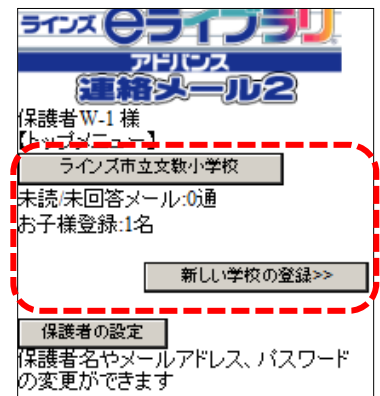 ラインズ eライブラリ
アドバンス
連絡メール2
保護者W-1 様
【トップメニュー】
ラインズ市立文教小学校
未読/未回答メール:0通
お子様登録:1名
新しい学校の登録>>
保護者の設定
保護者名やメールアドレス、パスワード
の変更ができます